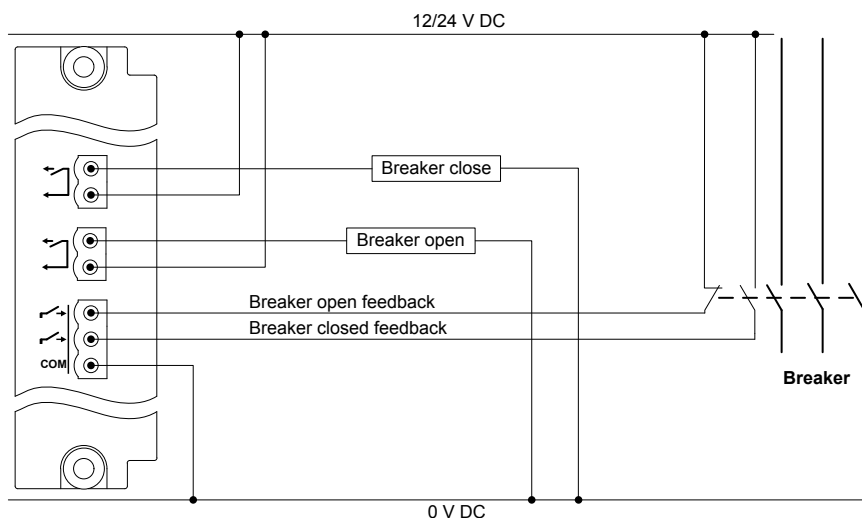 12/24 V DC
Breaker close
Breaker open
Breaker open feedback
Breaker closed feedback
COM
Breaker
0 V DC